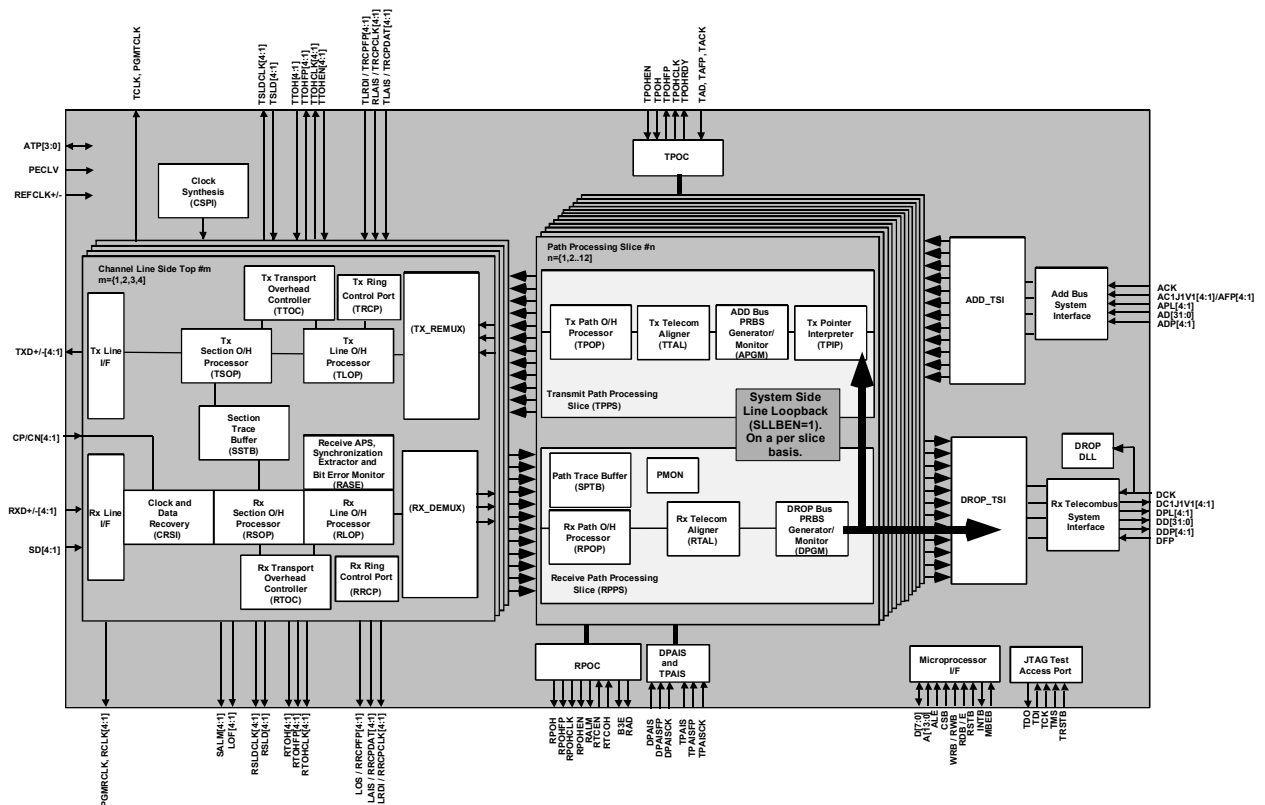 TCLK, PGMTCLK
TSLDCLK[4:1]
TSLD[4:1]
TTOH[4:1]
TTOHFP[4:1]
TTOHCLK[4:1]
TTOHEN[4:1]
TLRDI / TRCPFP[4:1]
RLAIS / TRCPCLK[4:1]
TLAIS / TRCPDAT[4:1]
TPOHEN
TPOH
TPOHFP
TPOHCLK
TPOHRDY
TAD, TAFP, TACK
ATP[3:0]
PECLV
REFCLK+/-
TXD+/-[4:1]
CP/CN[4:1]
RXD+/-[4:1]
SD[4:1]
Clock
Synthesis
(CSPI)
TPOC
Channel Line Side Top #m
m={1,2,3,4]
Tx Transport
Overhead
Controller
(TTOC)
Tx Ring
Control Port
(TRCP)
(TX_REMUX)
Tx Line
I/F
Tx
Section O/H
Processor
(TSOP)
Tx
Line O/H
Processor
(TLOP)
Section
Trace
Buffer
(SSTB)
Receive APS,
Synchronization
Extractor and
Bit Error Monitor
(RASE)
(RX_DEMUX)
Rx Line
I/F
Clock and
Data
Recovery
(CRSI)
Rx
Section O/H
Processor
(RSOP)
Rx
Line O/H
Processor
(RLOP)
Rx Transport
Overhead
Controller
(RTOC)
Rx Ring
Control Port
(RRCP)
Path Processing Slice #n
n={1,2..12]
Tx Path O/H
Processor
(TPOP)
Tx Telecom
Aligner
(TTAL)
ADD Bus
PRBS
Generator/
Monitor
(APGM)
Tx Pointer
Interpreter
(TPIP)
Transmit Path Processing
Slice (TPPS)
System Side
Line Loopback
(SLLBEN=1).
On a per slice
basis.
Path Trace Buffer
(SPTB)
PMON
Rx Path O/H
Processor
(RPOP)
Rx Telecom
Aligner
(RTAL)
DROP Bus
PRBS
Generator/
Monitor
(DPGM)
Receive Path Processing
Slice (RPPS)
ADD_TSI
Add Bus
System
Interface
ACK
AC1J1V1[4:1]/AFP[4:1]
APL[4:1]
AD[31:0]
ADP[4:1]
DROP_TSI
DROP
DLL
Rx Telecombus
System
Interface
DCK
DC1J1V1[4:1]
DPL[4:1]
DD[31:0]
DDP[4:1]
DFP
RPOC
DPAIS
and
TPAIS
Microprocessor
I/F
JTAG Test
Access Port
PGMRCLK, RCLK[4:1]
SALM[4:1]
LOF[4:1]
RSLDCLK[4:1]
RSLD[4:1]
RTOH[4:1]
RTOHFP[4:1]
RTOHCLK[4:1]
LOS / RRCPFP[4:1]
LAIS / RRCPDAT[4:1]
LRDI / RRCPCLK[4:1]
RPOH
RPOHFP
RPOHCLK
RPOHEN
RALM
RTCEN
RTCOH
B3E
RAD
DPAIS
DPAISFP
DPAISCK
TPAIS
TPAISFP
TPAISCK
D[7:0]
A[13:0]
ALE
CSB
WRB / RWB
RDB / E
RSTB
INTB
MBEB
TDO
TDI
TCK
TMS
TRSTB